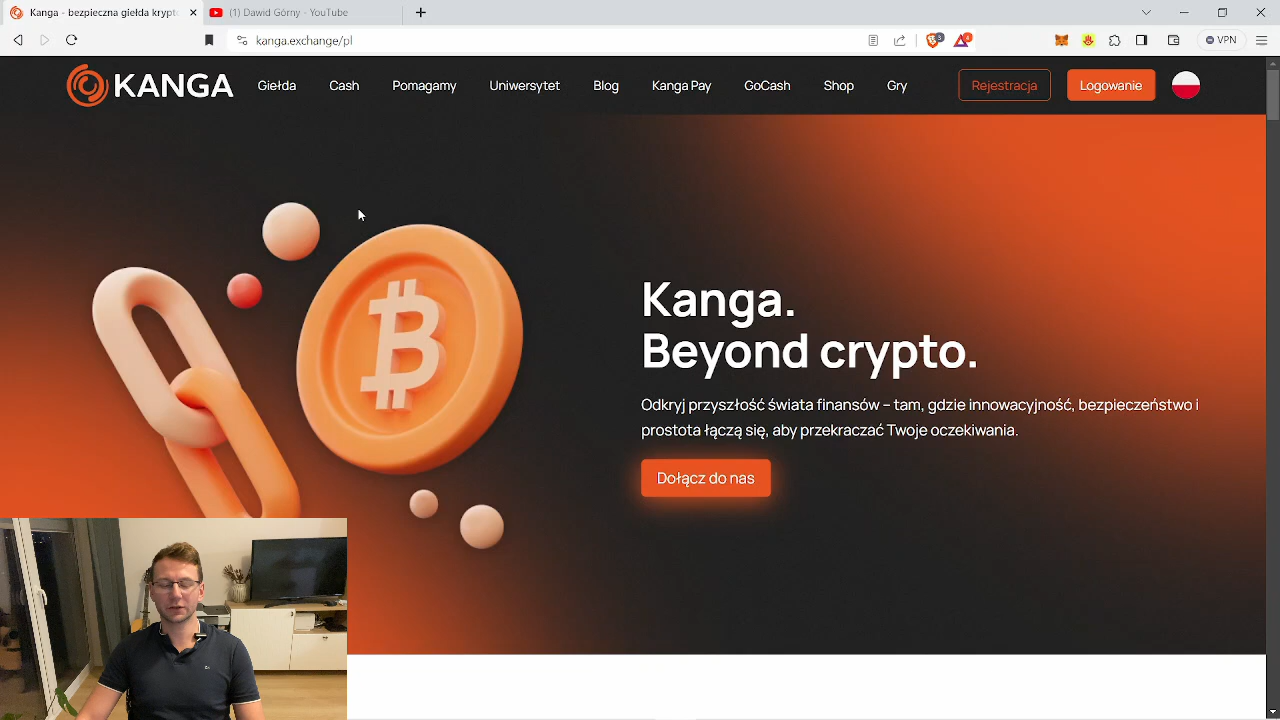 Kanga - bezpieczna giełda krypto
(1) Dawid Górny - YouTube
kanga.exchange/pl
VPN
KANGA
Giełda
Cash
Pomagamy
Uniwersytet
Blog
Kanga Pay
GoCash
Shop
Gry
Rejestracja
Logowanie
Kanga.
Beyond crypto.
Odkryj przyszłość świata finansów – tam, gdzie innowacyjność, bezpieczeństwo i
prostota łączą się, aby przekraczać Twoje oczekiwania.
Dołącz do nas